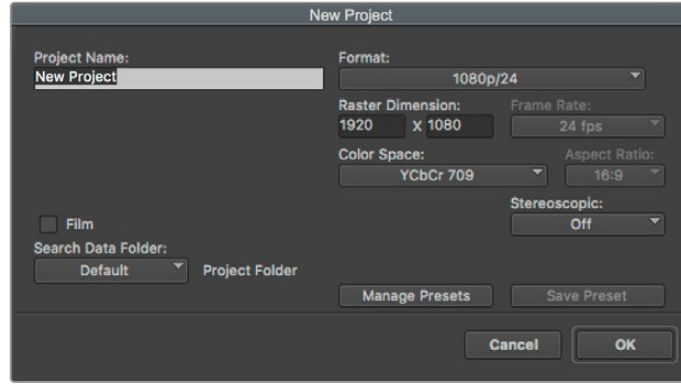 New Project
Project Name:
New Project
Format:
1080p/24
Raster Dimension:
1920 x 1080
Frame Rate:
24 fps
Color Space:
YCbCr 709
Aspect Ratio:
16:9
Stereoscopic:
Off
Film
Search Data Folder:
Default
Project Folder
Manage Presets
Save Preset
Cancel
OK